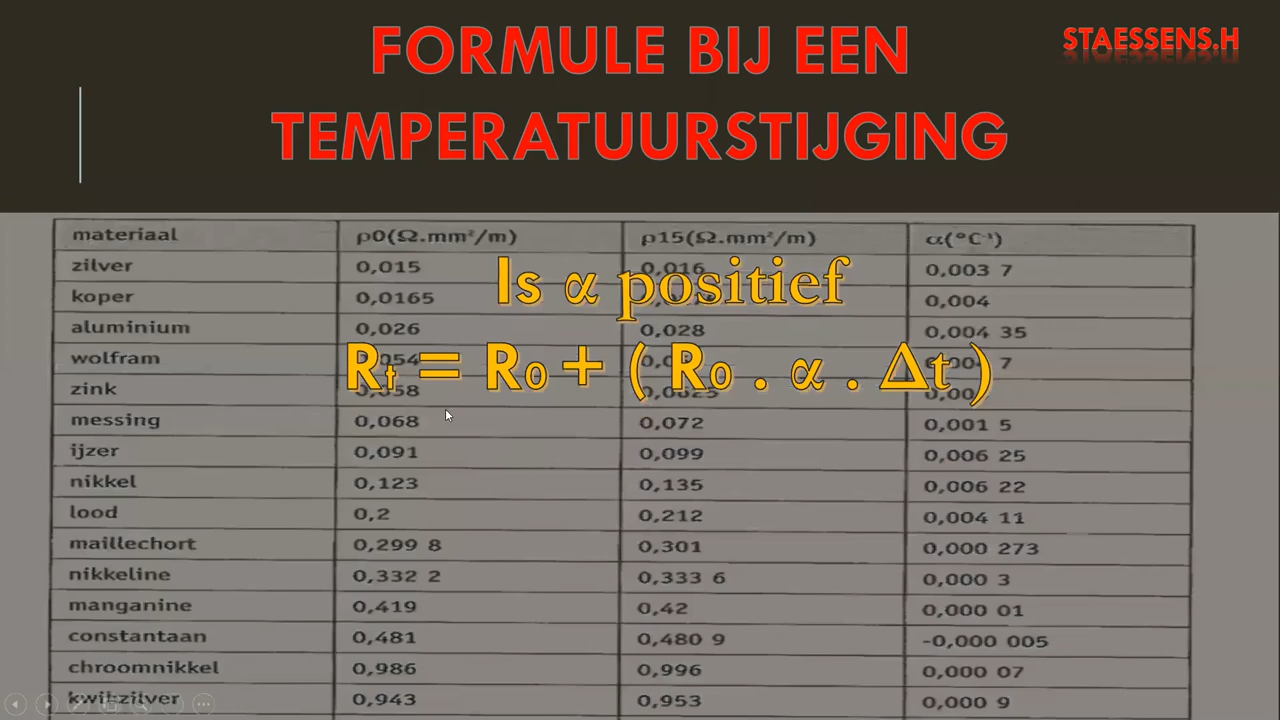 FORMULE BIJ EEN
TEMPERATUURSTIJGING
STAESSENS.H
Is α positief
Rt = R0 + ( R0 . α . Δt )
materiaal ρ0(Ω.mm²/m) ρ15(Ω.mm²/m) α(°C⁻¹)
zilver 0,015 0,016 0,003 7
koper 0,0165 0,004
aluminium 0,026 0,028 0,004 35
wolfram
zink
messing 0,068 0,072 0,001 5
ijzer 0,091 0,099 0,006 25
nikkel 0,123 0,135 0,006 22
lood 0,2 0,212 0,004 11
maillechort 0,299 8 0,301 0,000 273
nikkeline 0,332 2 0,333 6 0,000 3
manganine 0,419 0,42 0,000 01
constantaan 0,481 0,480 9 -0,000 005
chroomnikkel 0,986 0,996 0,000 07
kwikzilver 0,943 0,953 0,000 9